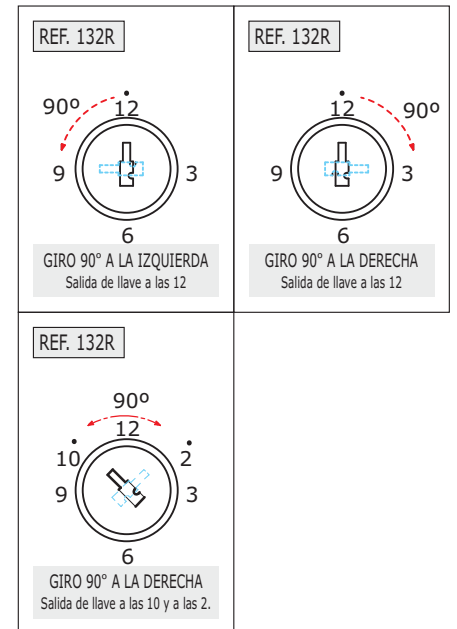 REF. 132R
90º
12
9
3
6
GIRO 90° A LA IZQUIERDA
Salida de llave a las 12
REF. 132R
12
90º
9
3
6
GIRO 90° A LA DERECHA
Salida de llave a las 12
REF. 132R
90º
12
10
2
9
3
6
GIRO 90° A LA DERECHA
Salida de llave a las 10 y a las 2.